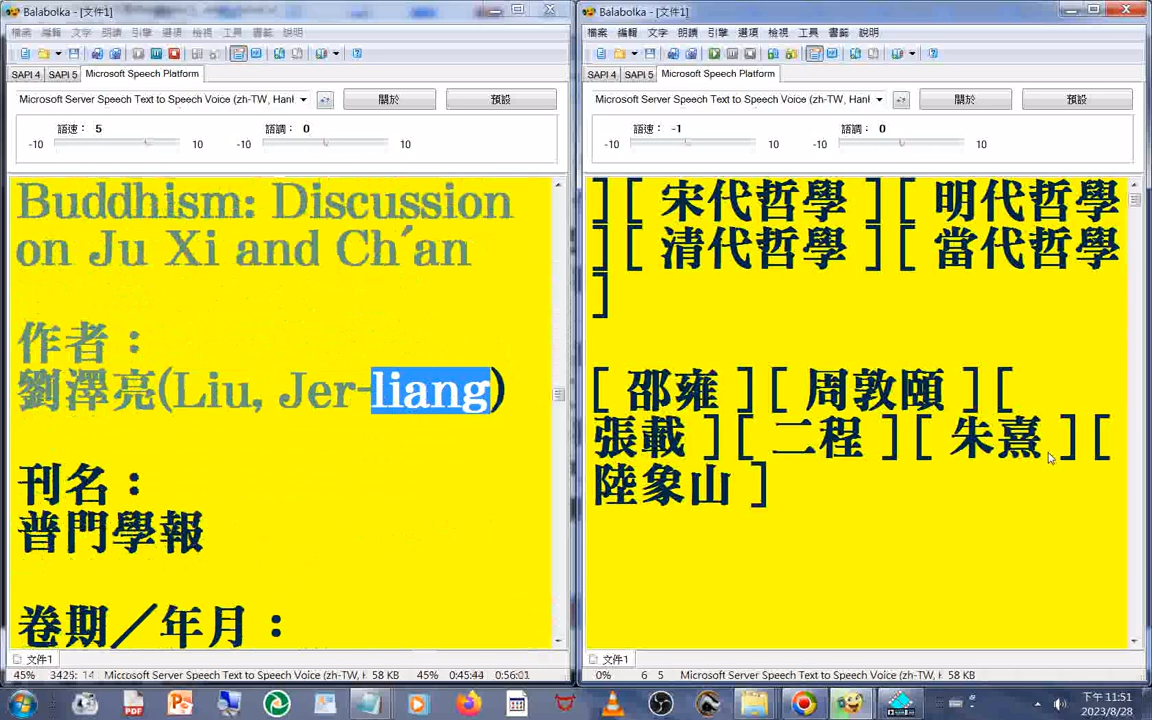 Balabolka - [文件1]
檔案 編輯 文字 朗讀 引擎 選項 檢視 工具 書籤 說明
SAPI 4 SAPI 5 Microsoft Speech Platform
Microsoft Server Speech Text to Speech Voice (zh-TW, Hanl
關於 預設
語速： 5 語調： 0
-10 10 -10 10
Buddhism: Discussion
on Ju Xi and Ch´an
作者：
劉澤亮(Liu, Jer-liang)
刊名：
普門學報
卷期／年月：
文件1
45% 3426: 14 Microsoft Server Speech Text to Speech Voice (zh-TW, H 58 KB 45% 0:45:44 0:56:01
Balabolka - [文件1]
檔案 編輯 文字 朗讀 引擎 選項 檢視 工具 書籤 說明
SAPI 4 SAPI 5 Microsoft Speech Platform
Microsoft Server Speech Text to Speech Voice (zh-TW, Hanl
關於 預設
語速： -1 語調： 0
-10 10 -10 10
][ 宋代哲學 ][ 明代哲學
][ 清代哲學 ][ 當代哲學
]
[ 邵雍 ][ 周敦頤 ][
張載 ][ 二程 ][ 朱熹 ][
陸象山 ]
文件1
0% 6 5 Microsoft Server Speech Text to Speech Voice (zh-TW, H 58 KB
下午 11:51
2023/8/28